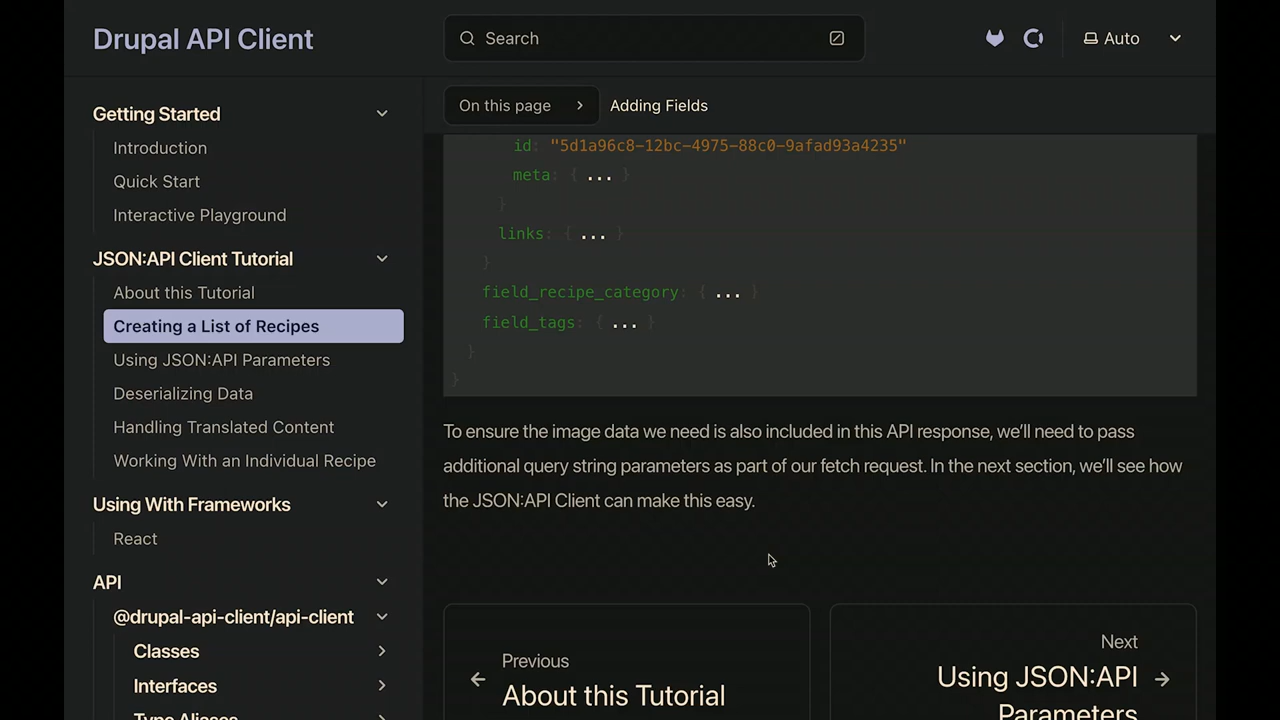 Drupal API Client
Search
Auto
Getting Started
Introduction
Quick Start
Interactive Playground
JSON:API Client Tutorial
About this Tutorial
Creating a List of Recipes
Using JSON:API Parameters
Deserializing Data
Handling Translated Content
Working With an Individual Recipe
Using With Frameworks
React
API
@drupal-api-client/api-client
Classes
Interfaces
Type Aliases
On this page
Adding Fields
id: "5d1a96c8-12bc-4975-88c0-9afad93a4235"
meta: { ... }
}
links: { ... }
}
field_recipe_category: { ... }
field_tags: { ... }
}
}
To ensure the image data we need is also included in this API response, we’ll need to pass
additional query string parameters as part of our fetch request. In the next section, we’ll see how
the JSON:API Client can make this easy.
Previous
About this Tutorial
Next
Using JSON:API
Parameters